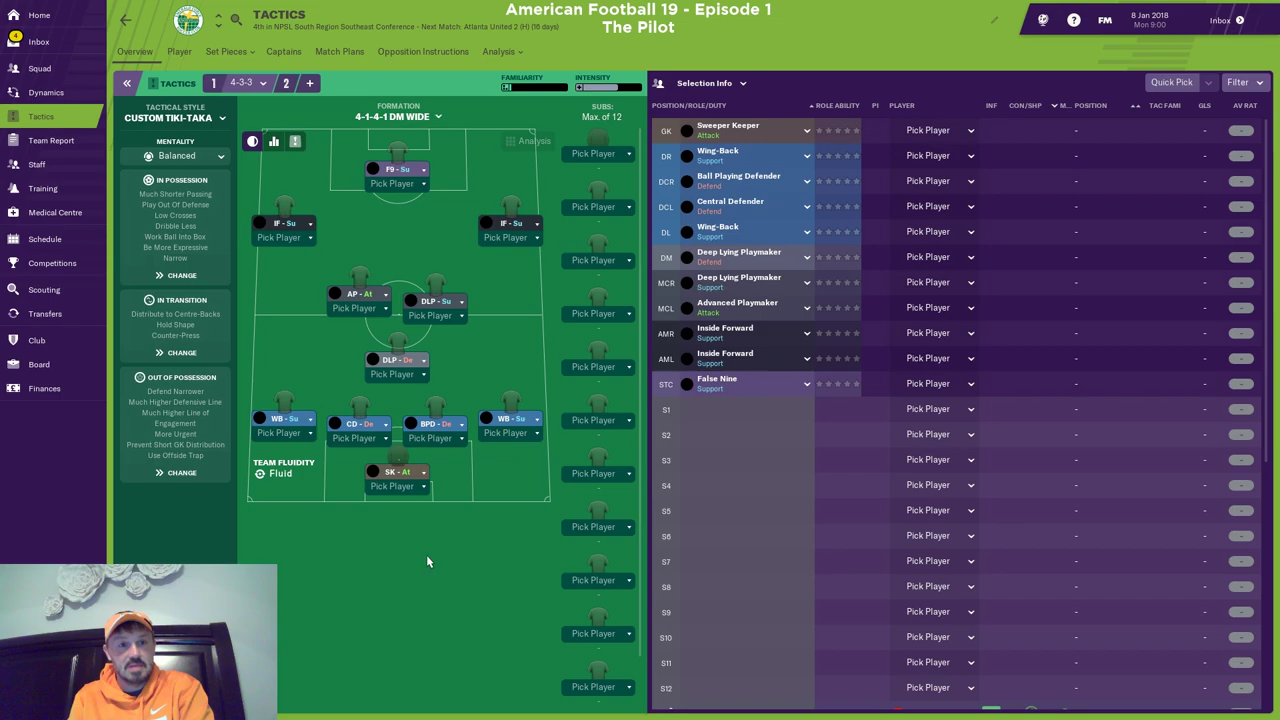 American Football 19 - Episode 1
The Pilot
TACTICS
4th in NPSL South Region Southeast Conference - Next Match: Atlanta United 2 (H) (16 days)
FM
8 Jan 2018
Mon 9:00
Inbox
Home
4
Inbox
Squad
Dynamics
Tactics
Team Report
Staff
Training
Medical Centre
Schedule
Competitions
Scouting
Transfers
Club
Board
Finances
Overview
Player
Set Pieces
Captains
Match Plans
Opposition Instructions
Analysis
TACTICS
1
4-3-3
2
FAMILIARITY
INTENSITY
TACTICAL STYLE
CUSTOM TIKI-TAKA
MENTALITY
Balanced
IN POSSESSION
Much Shorter Passing
Play Out Of Defense
Low Crosses
Dribble Less
Work Ball Into Box
Be More Expressive
Narrow
CHANGE
IN TRANSITION
Distribute to Centre-Backs
Hold Shape
Counter-Press
CHANGE
OUT OF POSSESSION
Defend Narrower
Much Higher Defensive Line
Much Higher Line of
Engagement
More Urgent
Prevent Short GK Distribution
Use Offside Trap
CHANGE
FORMATION
4-1-4-1 DM WIDE
Analysis
F9 - Su
Pick Player
IF - Su
Pick Player
IF - Su
Pick Player
AP - At
Pick Player
DLP - Su
Pick Player
DLP - De
Pick Player
WB - Su
Pick Player
CD - De
Pick Player
BPD - De
Pick Player
WB - Su
Pick Player
SK - At
Pick Player
TEAM FLUIDITY
Fluid
SUBS:
Max. of 12
Pick Player
-
Pick Player
-
Pick Player
-
Pick Player
-
Pick Player
-
Pick Player
-
Pick Player
-
Pick Player
-
Pick Player
-
Pick Player
-
Pick Player
Selection Info
Quick Pick
Filter
POSITION/ROLE/DUTY ROLE ABILITY PI PLAYER INF CON/SHP M... POSITION TAC FAMI GLS AV RAT
GK Sweeper Keeper Pick Player - - - -
Attack
DR Wing-Back Pick Player - - - -
Support
DCR Ball Playing Defender Pick Player - - - -
Defend
DCL Central Defender Pick Player - - - -
Defend
DL Wing-Back Pick Player - - - -
Support
DM Deep Lying Playmaker Pick Player - - - -
Defend
MCR Deep Lying Playmaker Pick Player - - - -
Support
MCL Advanced Playmaker Pick Player - - - -
Attack
AMR Inside Forward Pick Player - - - -
Support
AML Inside Forward Pick Player - - - -
Support
STC False Nine Pick Player - - - -
Support
S1 Pick Player - - - -
S2 Pick Player - - - -
S3 Pick Player - - - -
S4 Pick Player - - - -
S5 Pick Player - - - -
S6 Pick Player - - - -
S7 Pick Player - - - -
S8 Pick Player - - - -
S9 Pick Player - - - -
S10 Pick Player - - - -
S11 Pick Player - - - -
S12 Pick Player - - - -